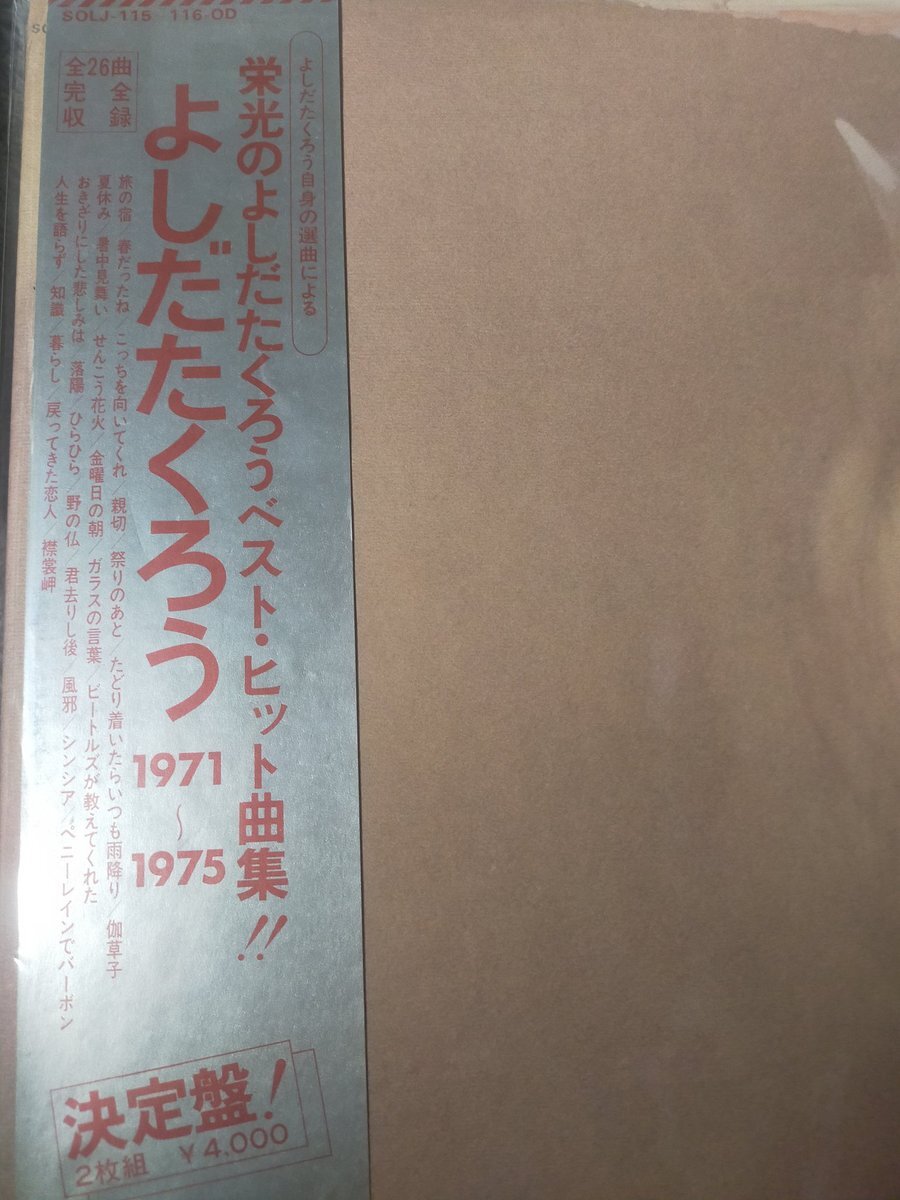 SOLJ-115 116-OD
よしだたくろう自身の選曲による
栄光のよしだたくろうベスト・ヒット曲集!!
全26曲
完全
収録
よしだたくろう
1971
〜
1975
旅の宿/春だったね/こっちを向いてくれ/親切/祭りのあと/たどり着いたらいつも雨降り/伽草子
夏休み/暑中見舞い/せんこう花火/金曜日の朝/ガラスの言葉/ビートルズが教えてくれた
おきざりにした悲しみは/落陽/ひらひら/野の仏/君去りし後/風邪/シンシア/ペニーレインでバーボン
人生を語らず/知識/暮らし/戻ってきた恋人/襟裳岬
決定盤!
2枚組 ¥4,000